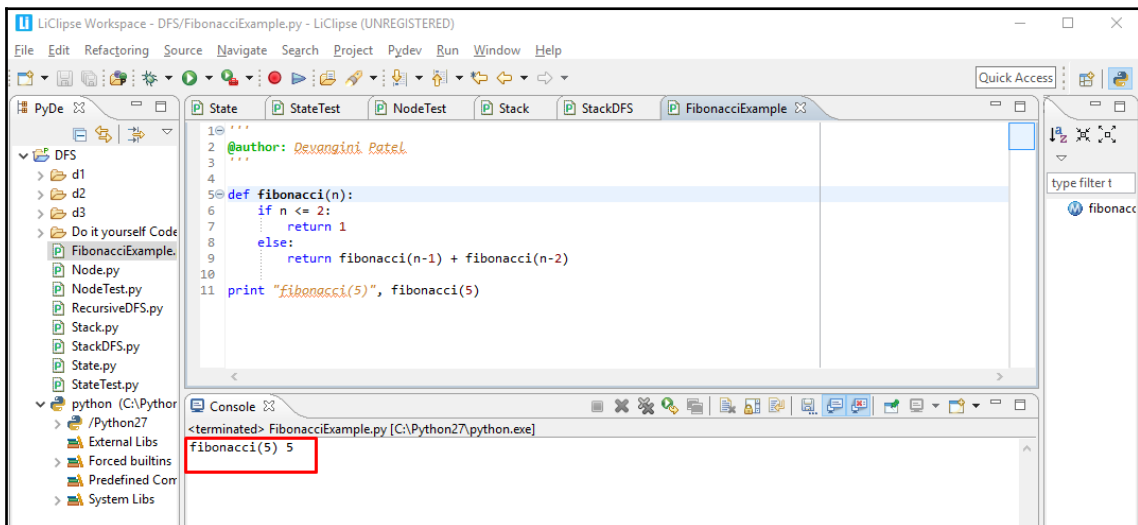 LiClipse Workspace - DFS/FibonacciExample.py - LiClipse (UNREGISTERED)
File Edit Refactoring Source Navigate Search Project Pydev Run Window Help
Quick Access
PyDe
State StateTest NodeTest Stack StackDFS FibonacciExample
DFS
d1
d2
d3
Do it yourself Code
FibonacciExample.
Node.py
NodeTest.py
RecursiveDFS.py
Stack.py
StackDFS.py
State.py
StateTest.py
python (C:\Pythor
/Python27
External Libs
Forced builtins
Predefined Com
System Libs
1 '''
2 @author: Devangini Patel
3 '''
4
5 def fibonacci(n):
6     if n <= 2:
7         return 1
8     else:
9         return fibonacci(n-1) + fibonacci(n-2)
10
11 print "fibonacci(5)", fibonacci(5)
type filter t
fibonacc
Console
<terminated> FibonacciExample.py [C:\Python27\python.exe]
fibonacci(5) 5